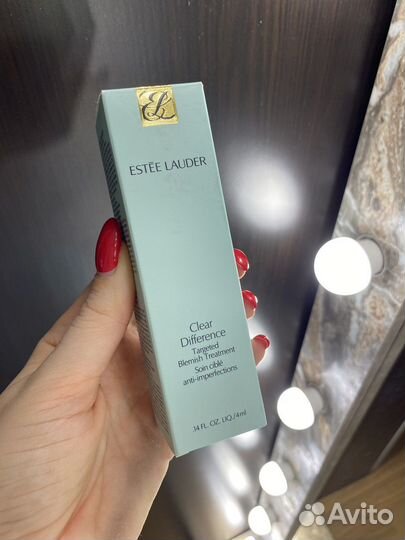 EL
ESTĒE LAUDER
Clear
Difference
Targeted
Blemish Treatment
Soin ciblé
anti-imperfections
.14 FL. OZ. LIQ./4ml
Avito